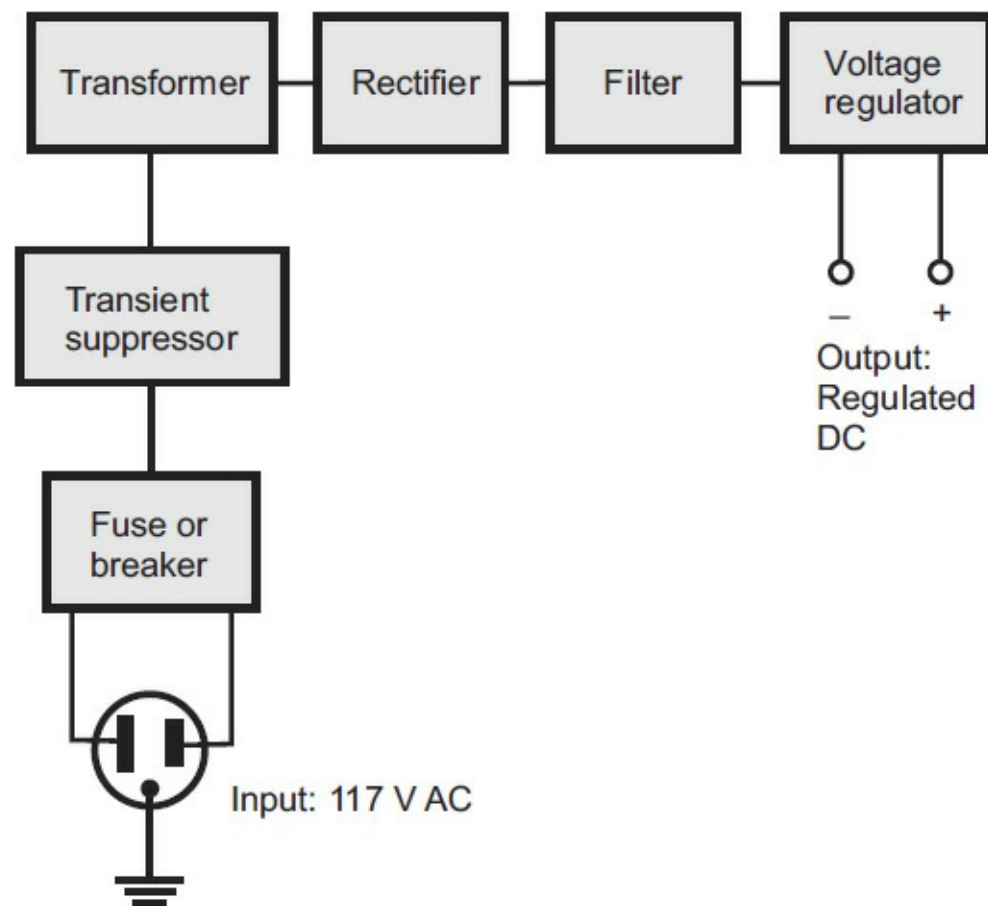 Transformer
Rectifier
Filter
Voltage
regulator
Transient
suppressor
– +
Output:
Regulated
DC
Fuse or
breaker
Input: 117 V AC